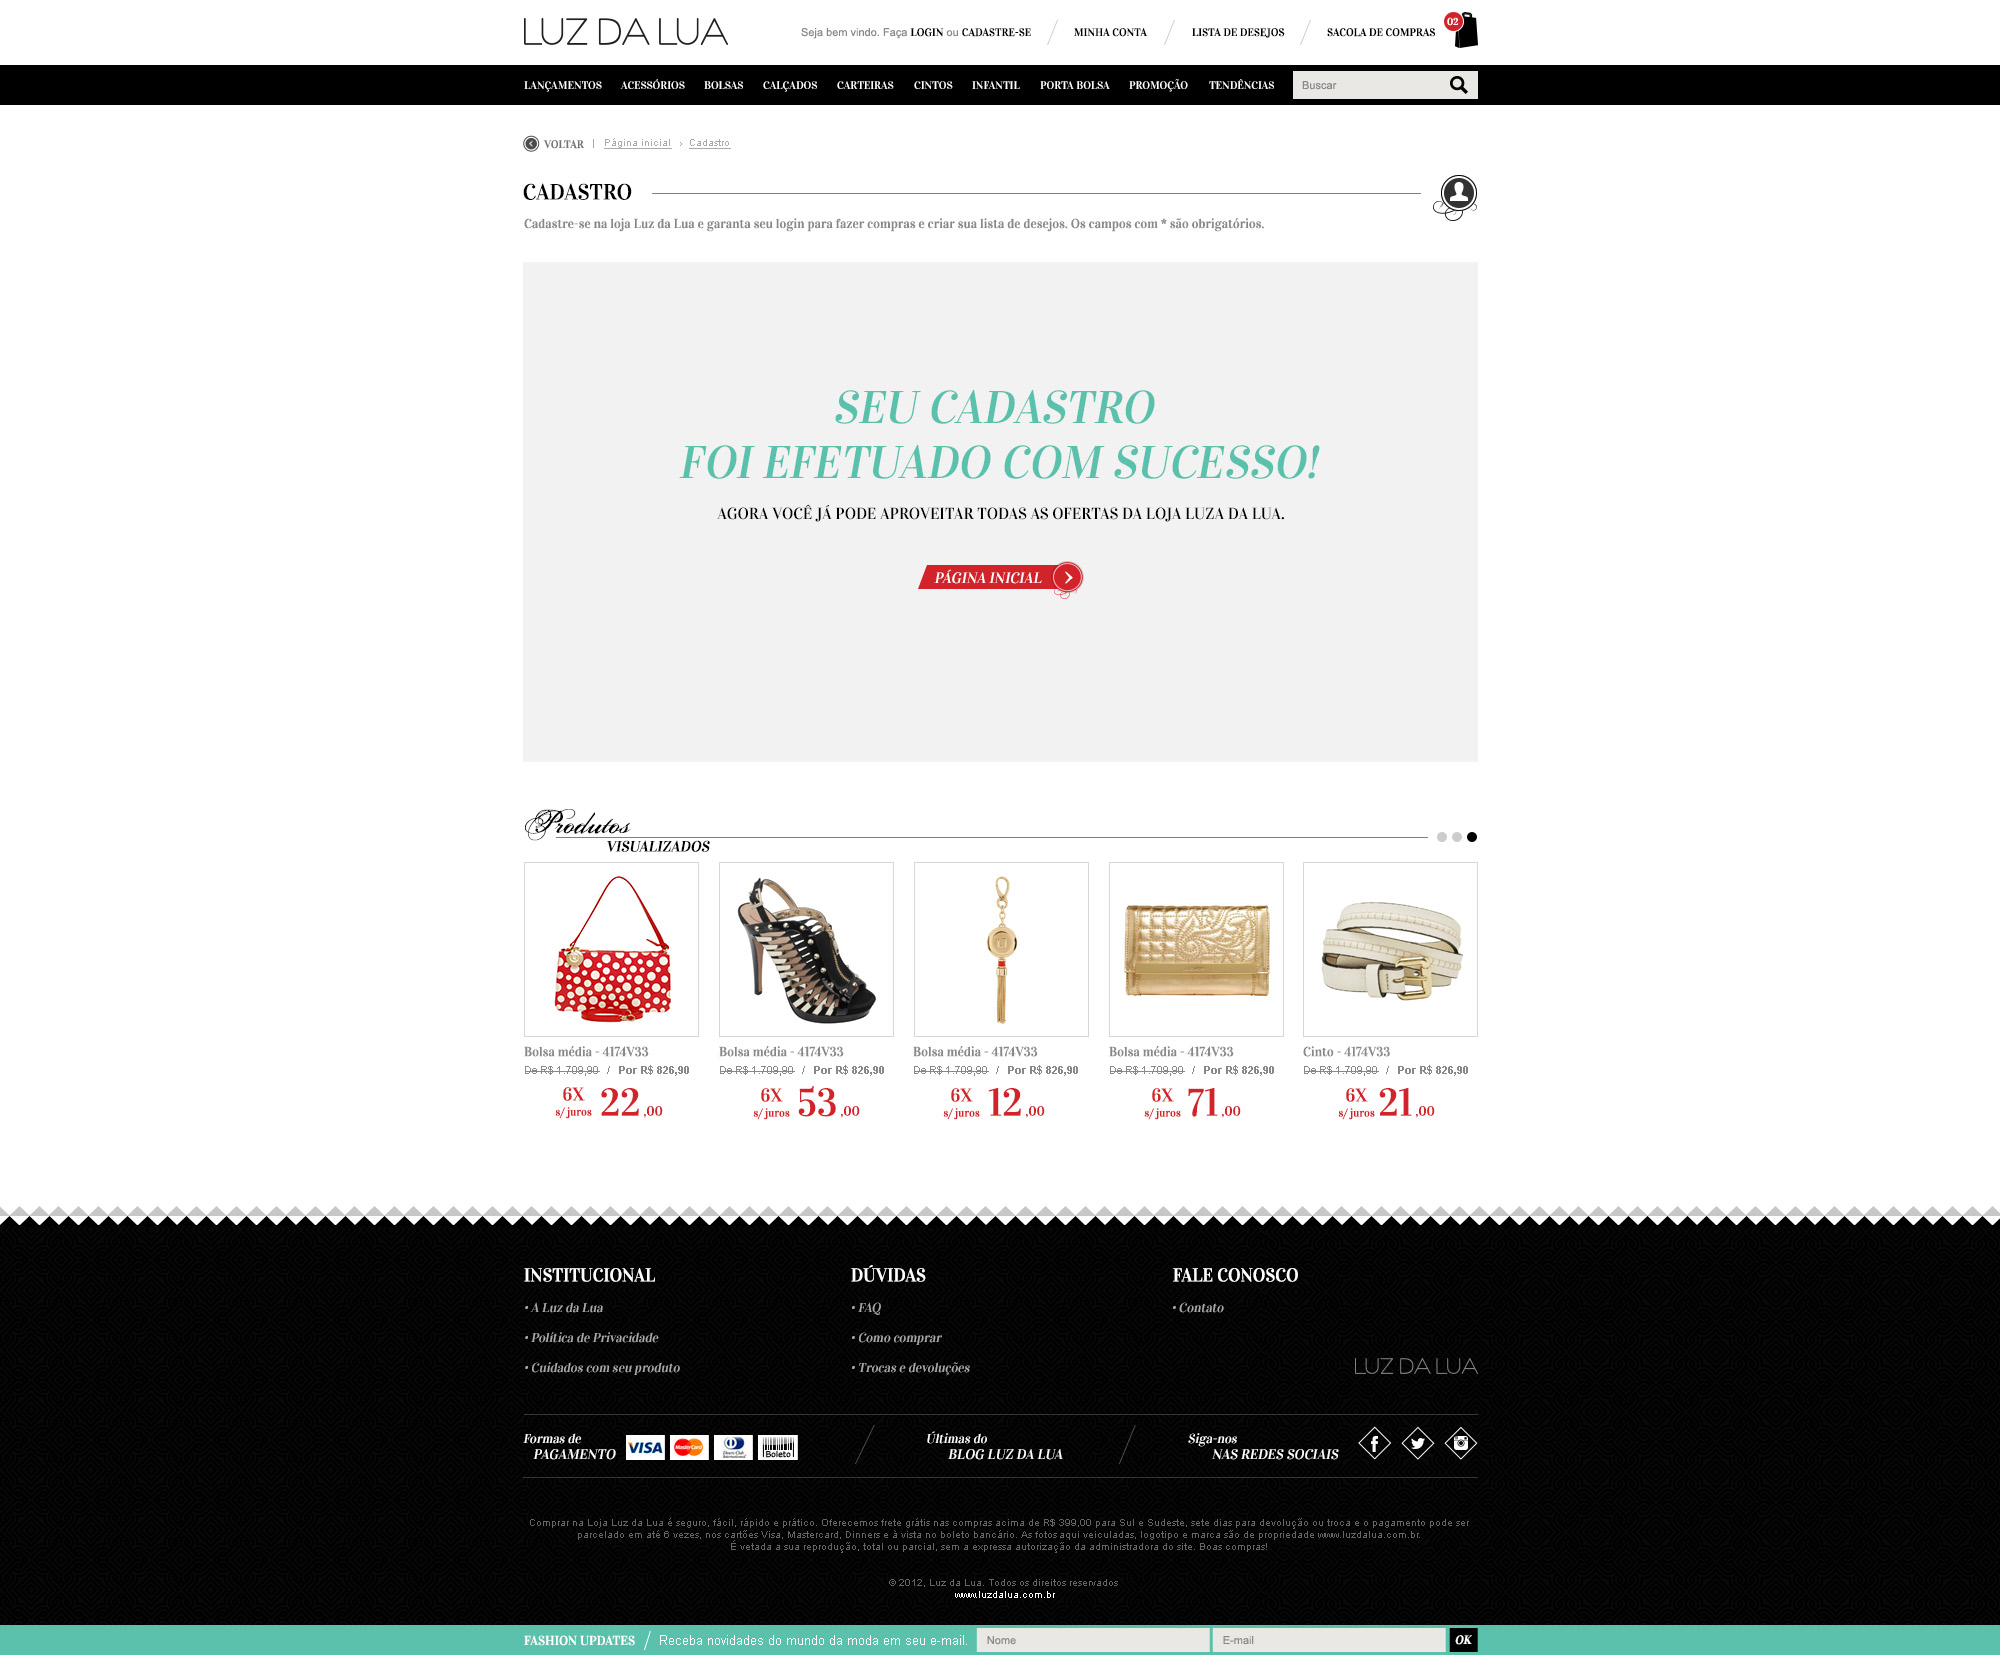 LUZ DA LUA
Seja bem vindo. Faça LOGIN ou CADASTRE-SE
MINHA CONTA
LISTA DE DESEJOS
SACOLA DE COMPRAS
02
LANÇAMENTOS ACESSÓRIOS BOLSAS CALÇADOS CARTEIRAS CINTOS INFANTIL PORTA BOLSA PROMOÇÃO TENDÊNCIAS
Buscar
VOLTAR | Página inicial › Cadastro
CADASTRO
Cadastre-se na loja Luz da Lua e garanta seu login para fazer compras e criar sua lista de desejos. Os campos com * são obrigatórios.
SEU CADASTRO
FOI EFETUADO COM SUCESSO!
AGORA VOCÊ JÁ PODE APROVEITAR TODAS AS OFERTAS DA LOJA LUZA DA LUA.
PÁGINA INICIAL
Produtos
VISUALIZADOS
Bolsa média - 4174V33
De R$ 1.709,90 / Por R$ 826,90
6X s/ juros 22,00
Bolsa média - 4174V33
De R$ 1.709,90 / Por R$ 826,90
6X s/ juros 53,00
Bolsa média - 4174V33
De R$ 1.709,90 / Por R$ 826,90
6X s/ juros 12,00
Bolsa média - 4174V33
De R$ 1.709,90 / Por R$ 826,90
6X s/ juros 71,00
Cinto - 4174V33
De R$ 1.709,90 / Por R$ 826,90
6X s/ juros 21,00
INSTITUCIONAL
• A Luz da Lua
• Política de Privacidade
• Cuidados com seu produto
DÚVIDAS
• FAQ
• Como comprar
• Trocas e devoluções
FALE CONOSCO
• Contato
LUZ DA LUA
Formas de
PAGAMENTO
VISA
MasterCard
Diners Club
International
Boleto
Últimas do
BLOG LUZ DA LUA
Siga-nos
NAS REDES SOCIAIS
Comprar na Loja Luz da Lua é seguro, fácil, rápido e prático. Oferecemos frete grátis nas compras acima de R$ 399,00 para Sul e Sudeste, sete dias para devolução ou troca e o pagamento pode ser
parcelado em até 6 vezes, nos cartões Visa, Mastercard, Dinners e à vista no boleto bancário. As fotos aqui veiculadas, logotipo e marca são de propriedade www.luzdalua.com.br.
É vetada a sua reprodução, total ou parcial, sem a expressa autorização da administradora do site. Boas compras!
© 2012, Luz da Lua. Todos os direitos reservados
www.luzdalua.com.br
FASHION UPDATES / Receba novidades do mundo da moda em seu e-mail.
Nome
E-mail
OK